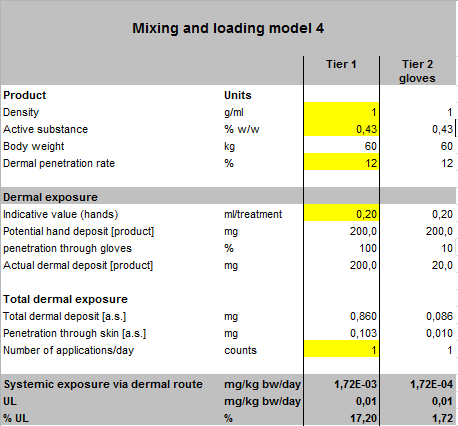 Mixing and loading model 4
Tier 1 Tier 2
gloves
Product Units
Density g/ml 1 1
Active substance % w/w 0,43 0,43
Body weight kg 60 60
Dermal penetration rate % 12 12
Dermal exposure
Indicative value (hands) ml/treatment 0,20 0,20
Potential hand deposit [product] mg 200,0 200,0
penetration through gloves % 100 10
Actual dermal deposit [product] mg 200,0 20,0
Total dermal exposure
Total dermal deposit [a.s.] mg 0,860 0,086
Penetration through skin [a.s.] mg 0,103 0,010
Number of applications/day counts 1 1
Systemic exposure via dermal route mg/kg bw/day 1,72E-03 1,72E-04
UL mg/kg bw/day 0,01 0,01
% UL % 17,20 1,72